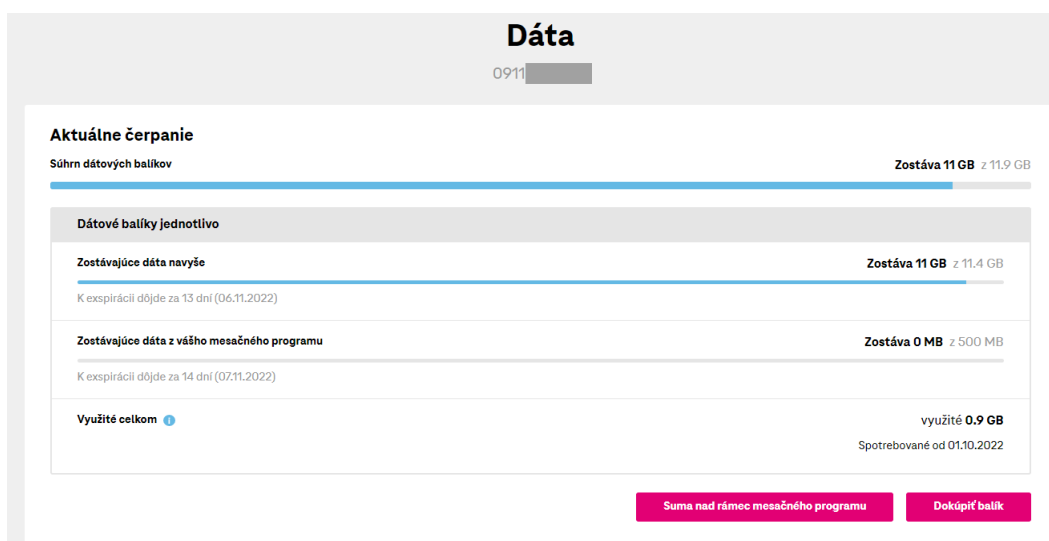 Dáta
0911
Aktuálne čerpanie
Súhrn dátových balíkov Zostáva 11 GB z 11.9 GB
Dátové balíky jednotlivo
Zostávajúce dáta navyše Zostáva 11 GB z 11.4 GB
K exspirácii dôjde za 13 dní (06.11.2022)
Zostávajúce dáta z vášho mesačného programu Zostáva 0 MB z 500 MB
K exspirácii dôjde za 14 dní (07.11.2022)
Využité celkom i využité 0.9 GB
Spotrebované od 01.10.2022
Suma nad rámec mesačného programu Dokúpiť balík